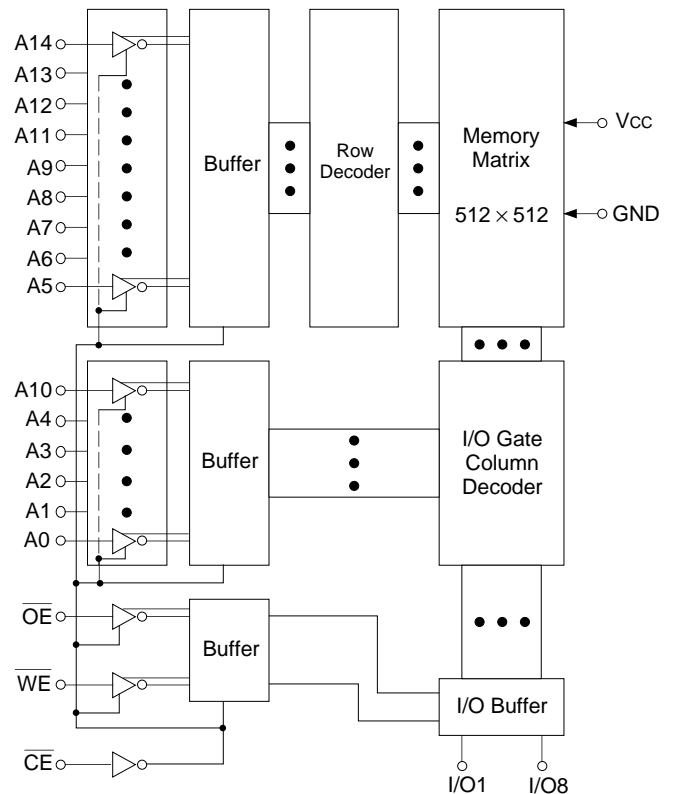 A14
A13
A12
A11
A9
A8
A7
A6
A5
Buffer
Row
Decoder
Memory
Matrix
512 × 512
VCC
GND
A10
A4
A3
A2
A1
A0
Buffer
I/O Gate
Column
Decoder
OE
WE
CE
Buffer
I/O Buffer
I/O1
I/O8